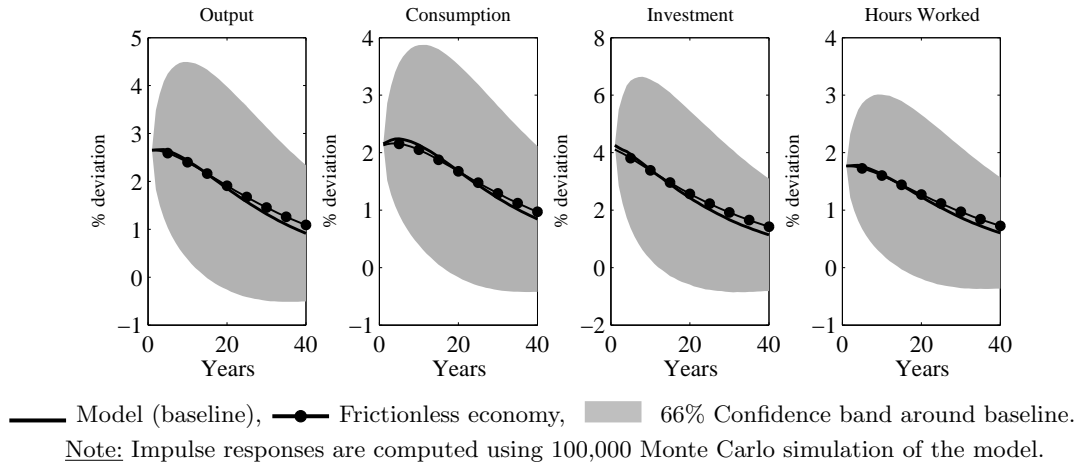 Output
Consumption
Investment
Hours Worked
% deviation
5
4
3
2
1
0
−1
0 20 40
Years
% deviation
4
3
2
1
0
−1
0 20 40
Years
% deviation
8
6
4
2
0
−2
0 20 40
Years
% deviation
4
3
2
1
0
−1
0 20 40
Years
Model (baseline), Frictionless economy, 66% Confidence band around baseline.
Note: Impulse responses are computed using 100,000 Monte Carlo simulation of the model.